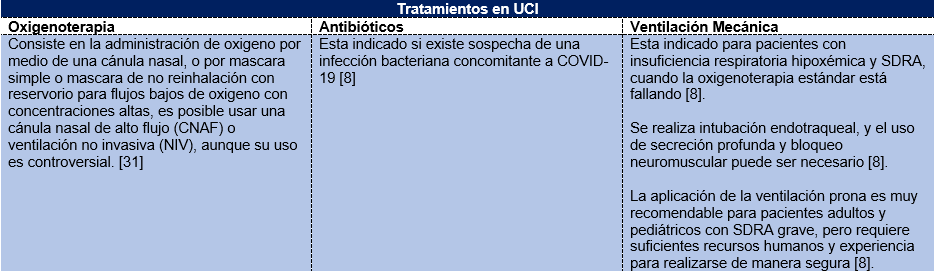 Tratamientos en UCI
Oxigenoterapia
Consiste en la administración de oxigeno por
medio de una cánula nasal, o por mascara
simple o mascara de no reinhalación con
reservorio para flujos bajos de oxigeno con
concentraciones altas, es posible usar una
cánula nasal de alto flujo (CNAF) o
ventilación no invasiva (NIV), aunque su uso
es controversial. [31]
Antibióticos
Esta indicado si existe sospecha de una
infección bacteriana concomitante a COVID-
19 [8]
Ventilación Mecánica
Esta indicado para pacientes con
insuficiencia respiratoria hipoxémica y SDRA,
cuando la oxigenoterapia estándar está
fallando [8].
Se realiza intubación endotraqueal, y el uso
de secreción profunda y bloqueo
neuromuscular puede ser necesario [8].
La aplicación de la ventilación prona es muy
recomendable para pacientes adultos y
pediátricos con SDRA grave, pero requiere
suficientes recursos humanos y experiencia
para realizarse de manera segura [8].